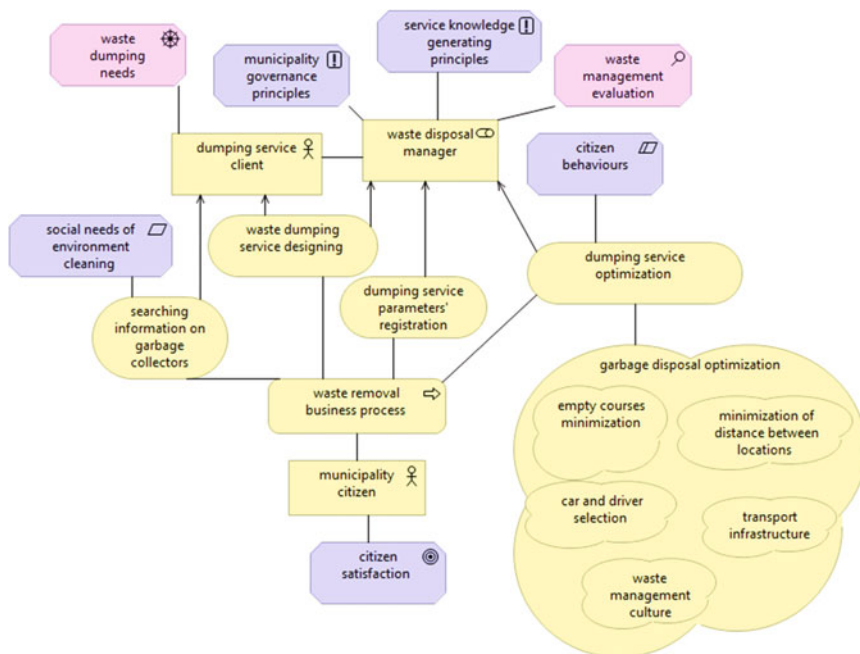 waste
dumping
needs
municipality
governance
principles
service knowledge
generating
principles
waste
management
evaluation
dumping service
client
waste disposal
manager
citizen
behaviours
social needs of
environment
cleaning
waste dumping
service designing
dumping service
optimization
searching
information on
garbage
collectors
dumping service
parameters'
registration
waste removal
business process
garbage disposal optimization
empty courses
minimization
minimization of
distance between
locations
municipality
citizen
car and driver
selection
transport
infrastructure
citizen
satisfaction
waste
management
culture